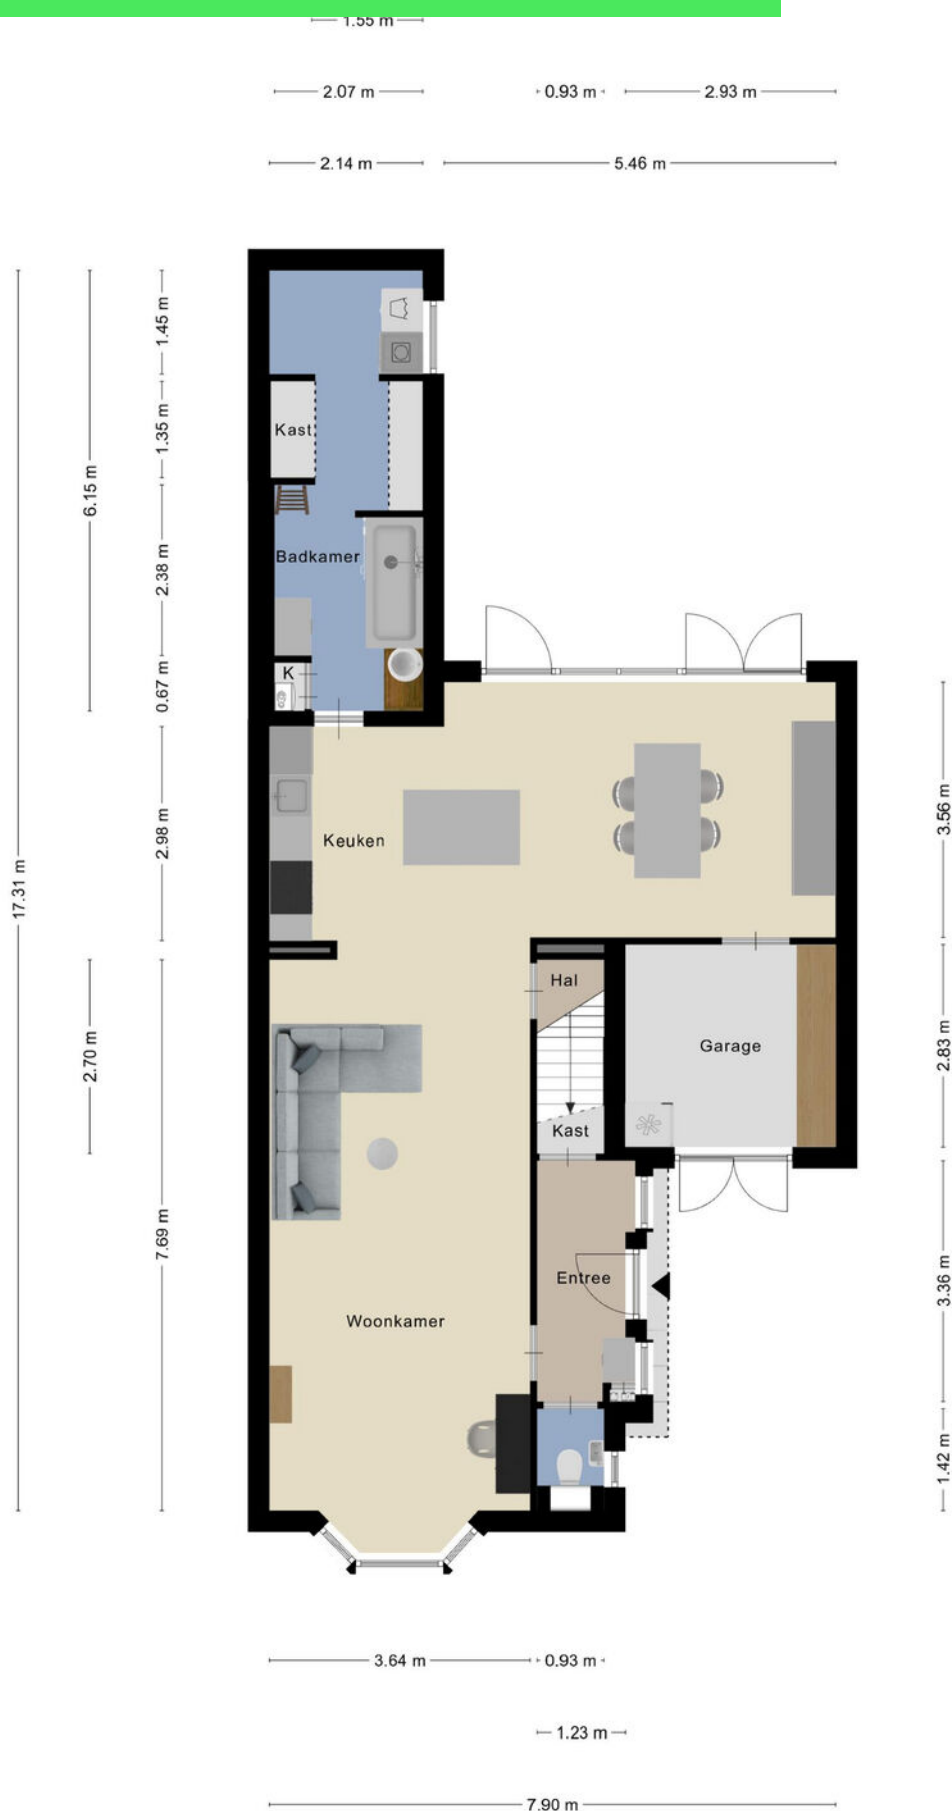 1.55 m
2.07 m
0.93 m
2.93 m
2.14 m
5.46 m
1.45 m
1.35 m
Kast
6.15 m
2.38 m
Badkamer
0.67 m
K
17.31 m
2.98 m
Keuken
3.56 m
Hal
2.70 m
Garage
2.83 m
Kast
7.69 m
Entree
3.36 m
Woonkamer
1.42 m
3.64 m
0.93 m
1.23 m
7.90 m